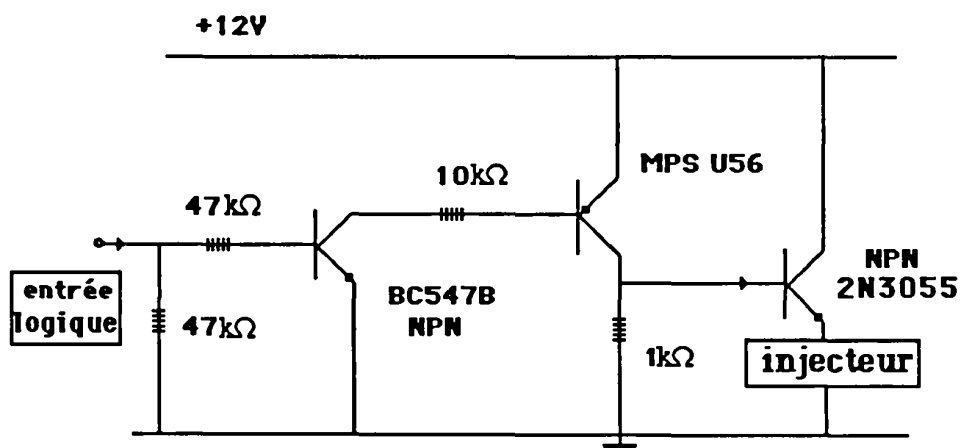 +12V
MPS U56
10kΩ
47kΩ
entrée
logique
47kΩ
BC547B
NPN
NPN
2N3055
1kΩ
injecteur